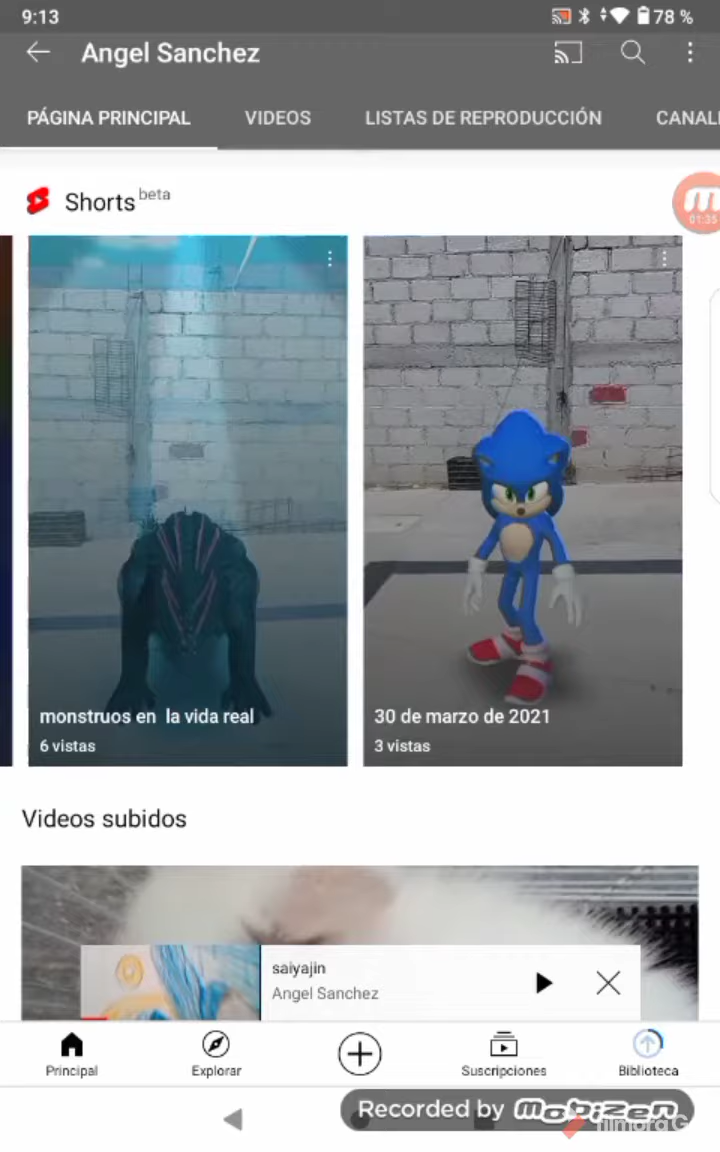 9:13
78 %
Angel Sanchez
PÁGINA PRINCIPAL VIDEOS LISTAS DE REPRODUCCIÓN CANAL
Shorts beta
01:35
monstruos en la vida real
6 vistas
30 de marzo de 2021
3 vistas
Videos subidos
saiyajin
Angel Sanchez
Principal Explorar Suscripciones Biblioteca
Recorded by mobizen